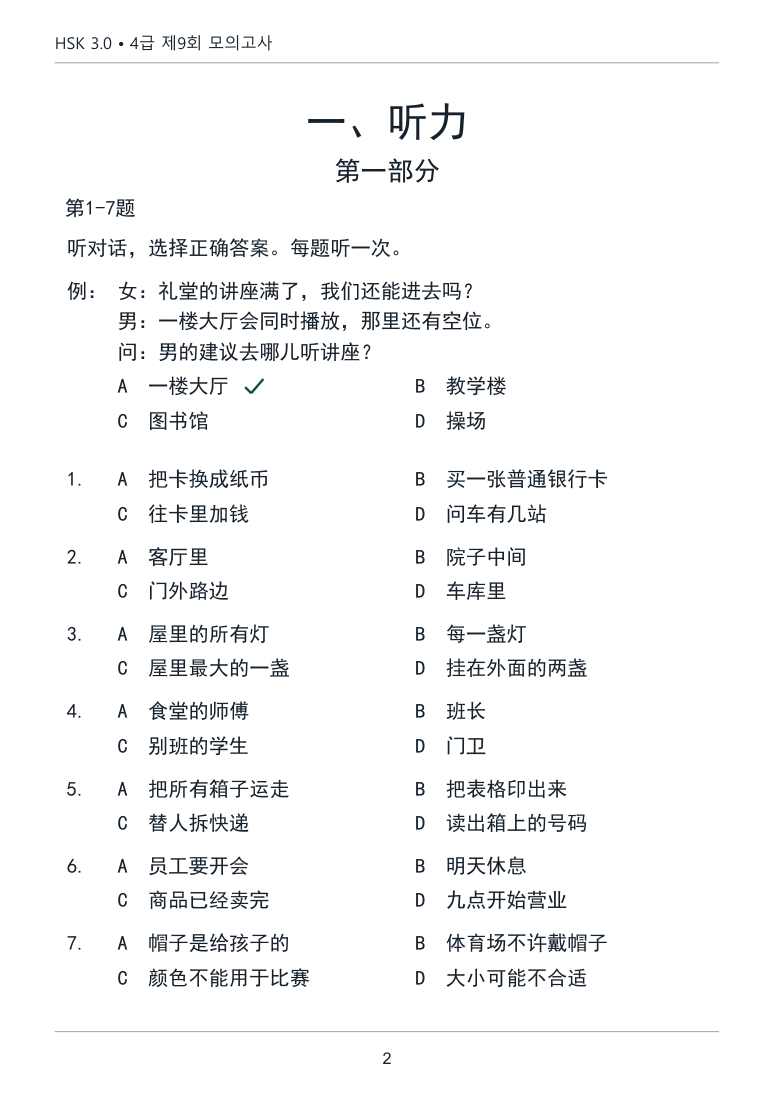 HSK 3.0 • 4급 제9회 모의고사
一、听力
第一部分
第1-7题
听对话，选择正确答案。每题听一次。
例： 女：礼堂的讲座满了，我们还能进去吗？
男：一楼大厅会同时播放，那里还有空位。
问：男的建议去哪儿听讲座？
A 一楼大厅 ✓ B 教学楼
C 图书馆 D 操场
1. A 把卡换成纸币 B 买一张普通银行卡
C 往卡里加钱 D 问车有几站
2. A 客厅里 B 院子中间
C 门外路边 D 车库里
3. A 屋里的所有灯 B 每一盏灯
C 屋里最大的一盏 D 挂在外面的两盏
4. A 食堂的师傅 B 班长
C 别班的学生 D 门卫
5. A 把所有箱子运走 B 把表格印出来
C 替人拆快递 D 读出箱上的号码
6. A 员工要开会 B 明天休息
C 商品已经卖完 D 九点开始营业
7. A 帽子是给孩子的 B 体育场不许戴帽子
C 颜色不能用于比赛 D 大小可能不合适
2